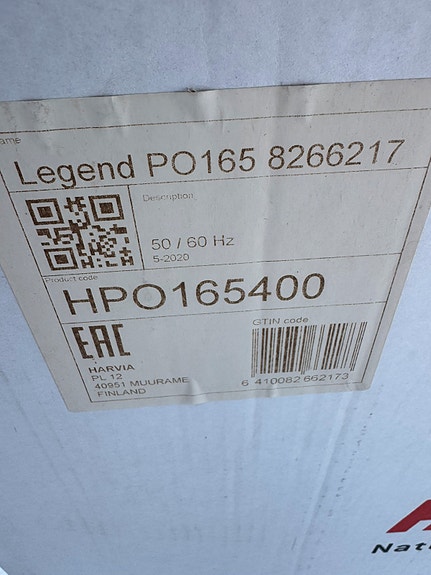 ame
Legend PO165 8266217
Description
50 / 60 Hz
5-2020
Product code
HPO165400
EAC
GTIN code
HARVIA
PL 12
40951 MUURAME
FINLAND
6 410082 662173
Natu